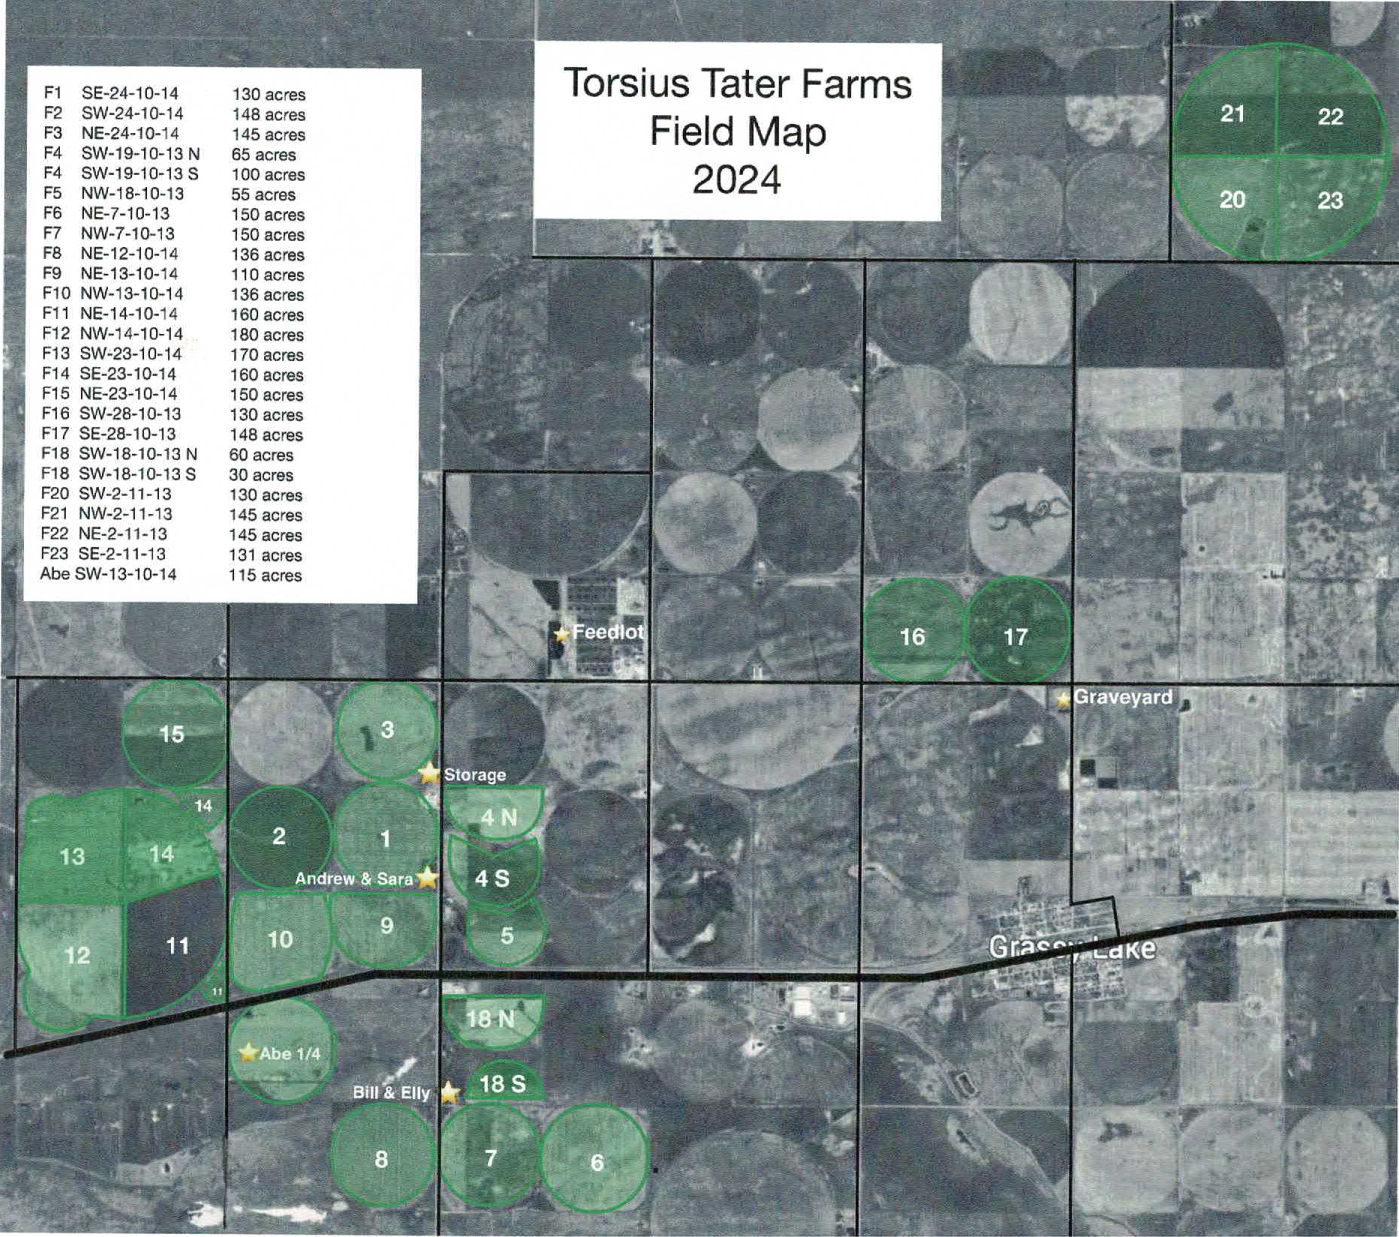 Torsius Tater Farms
Field Map
2024
F1 SE-24-10-14 130 acres
F2 SW-24-10-14 148 acres
F3 NE-24-10-14 145 acres
F4 SW-19-10-13 N 65 acres
F4 SW-19-10-13 S 100 acres
F5 NW-18-10-13 55 acres
F6 NE-7-10-13 150 acres
F7 NW-7-10-13 150 acres
F8 NE-12-10-14 136 acres
F9 NE-13-10-14 110 acres
F10 NW-13-10-14 136 acres
F11 NE-14-10-14 160 acres
F12 NW-14-10-14 180 acres
F13 SW-23-10-14 170 acres
F14 SE-23-10-14 160 acres
F15 NE-23-10-14 150 acres
F16 SW-28-10-13 130 acres
F17 SE-28-10-13 148 acres
F18 SW-18-10-13 N 60 acres
F18 SW-18-10-13 S 30 acres
F20 SW-2-11-13 130 acres
F21 NW-2-11-13 145 acres
F22 NE-2-11-13 145 acres
F23 SE-2-11-13 131 acres
Abe SW-13-10-14 115 acres
21
22
20
23
Feedlot
16
17
Graveyard
15
3
Storage
14
4 N
2
1
13
14
4 S
Andrew & Sara
9
5
10
11
12
Grassy Lake
11
18 N
Abe 1/4
18 S
Bill & Elly
8
7
6